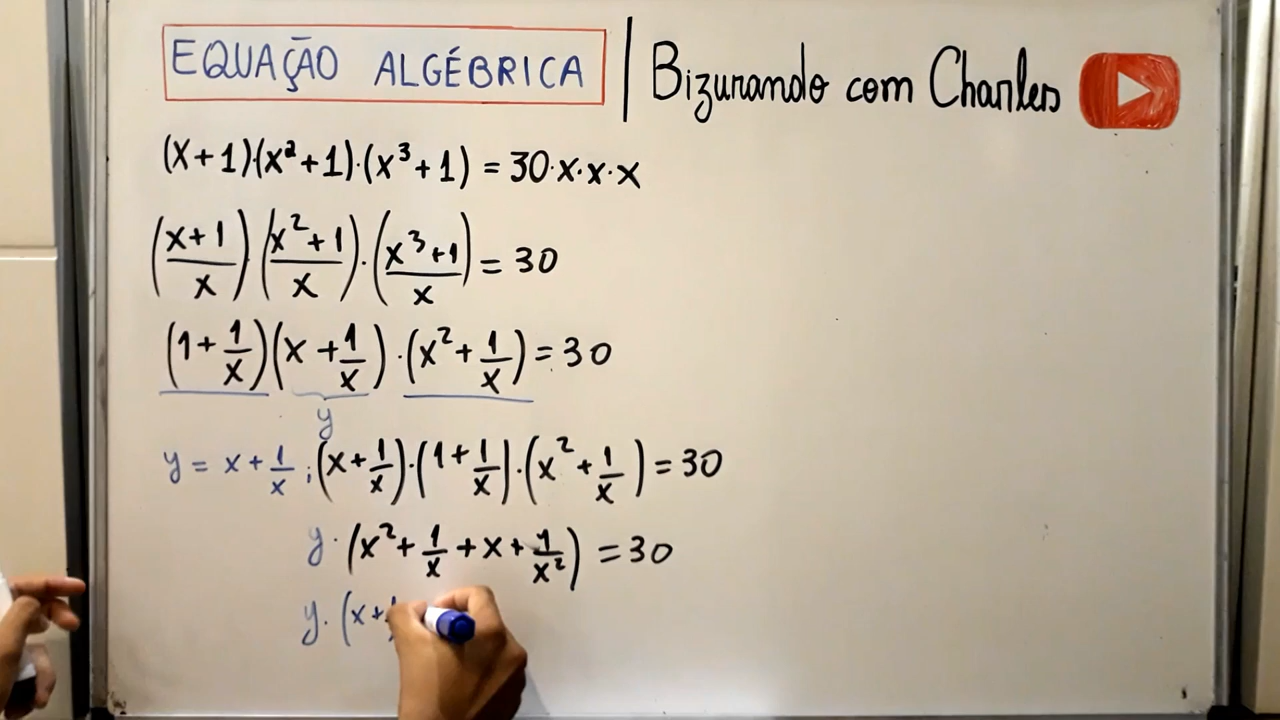 EQUAÇÃO ALGÉBRICA | Bizurando com Charles
(x+1)·(x²+1)·(x³+1) = 30·x·x·x
((x+1)/x) ((x²+1)/x)·((x³+1)/x) = 30
(1+1/x)(x+1/x)·(x²+1/x) = 30
y
y = x+1/x ; (x+1/x)·(1+1/x)·(x²+1/x) = 30
y·(x²+1/x+x+1/x²) = 30
y·(x+